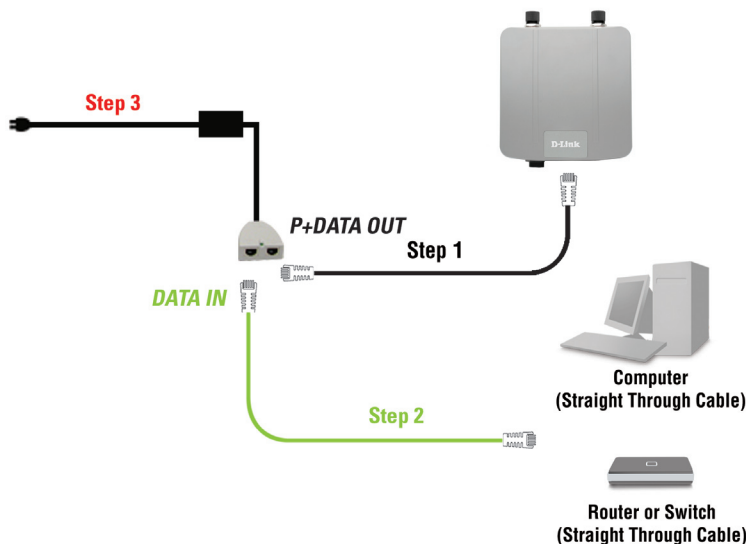 Step 3
D-Link
P+DATA OUT
Step 1
DATA IN
Computer
(Straight Through Cable)
Step 2
Router or Switch
(Straight Through Cable)